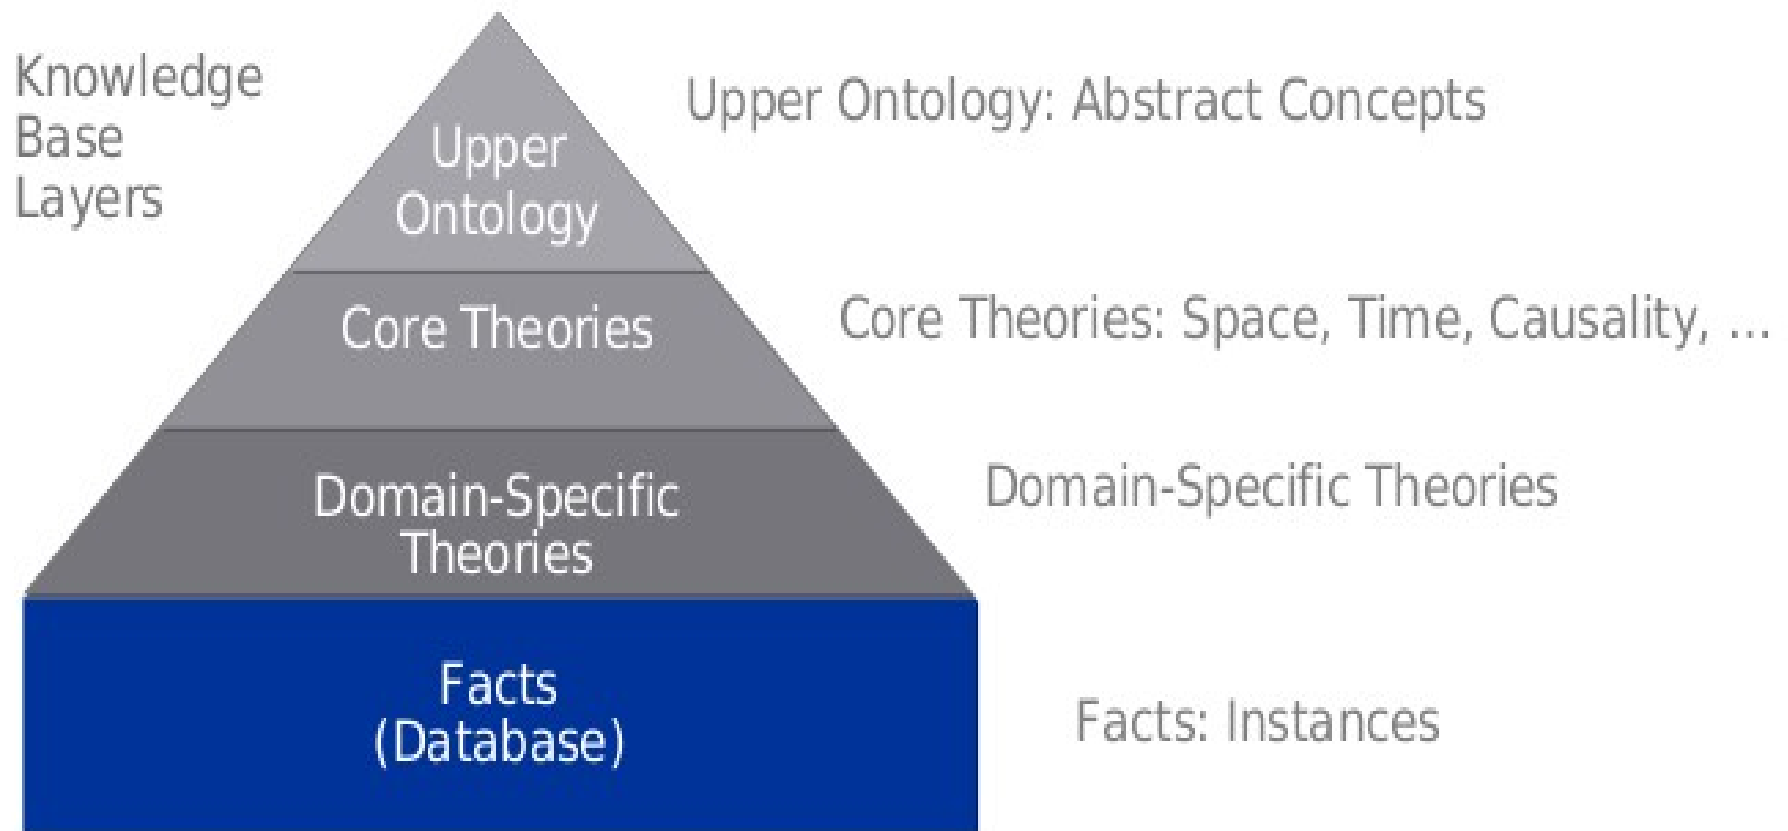 Knowledge
Base
Layers
Upper
Ontology
Upper Ontology: Abstract Concepts
Core Theories
Core Theories: Space, Time, Causality, ...
Domain-Specific
Theories
Domain-Specific Theories
Facts
(Database)
Facts: Instances